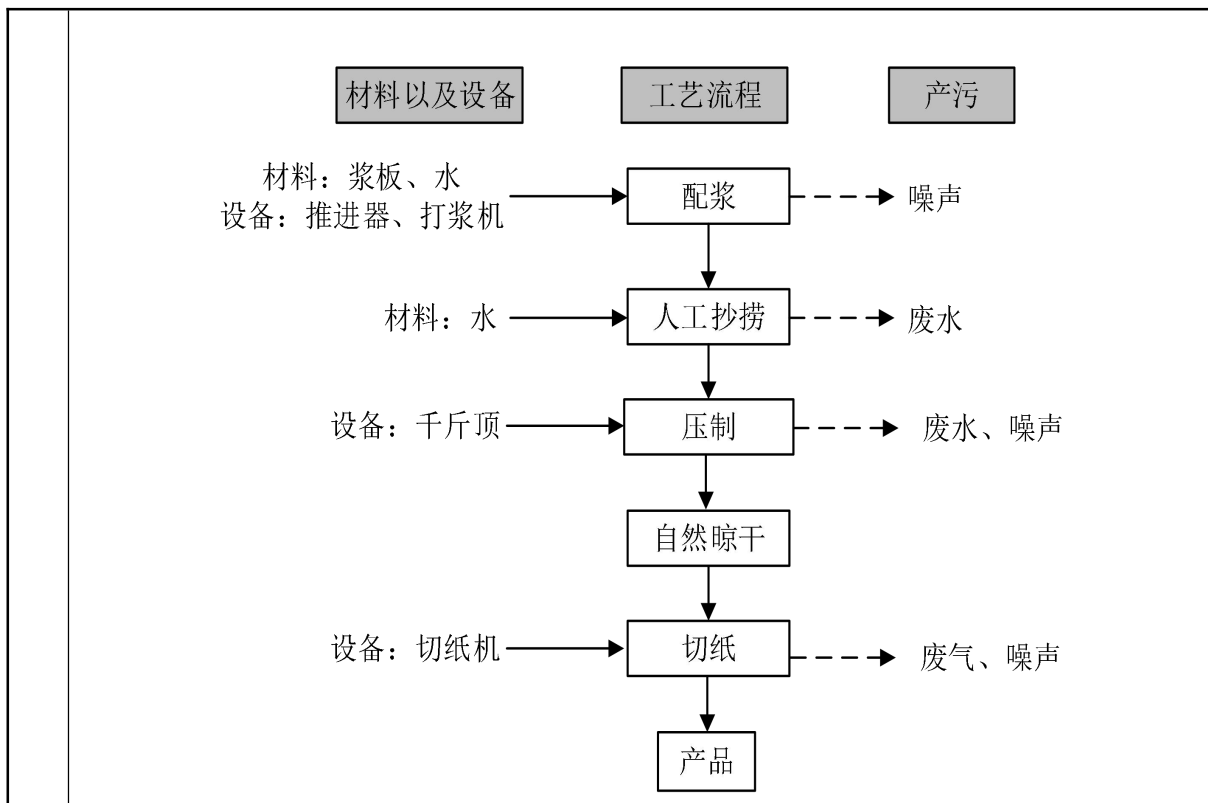 材料以及设备
工艺流程
产污
材料：浆板、水
设备：推进器、打浆机
配浆
噪声
材料：水
人工抄捞
废水
设备：千斤顶
压制
废水、噪声
自然晾干
设备：切纸机
切纸
废气、噪声
产品